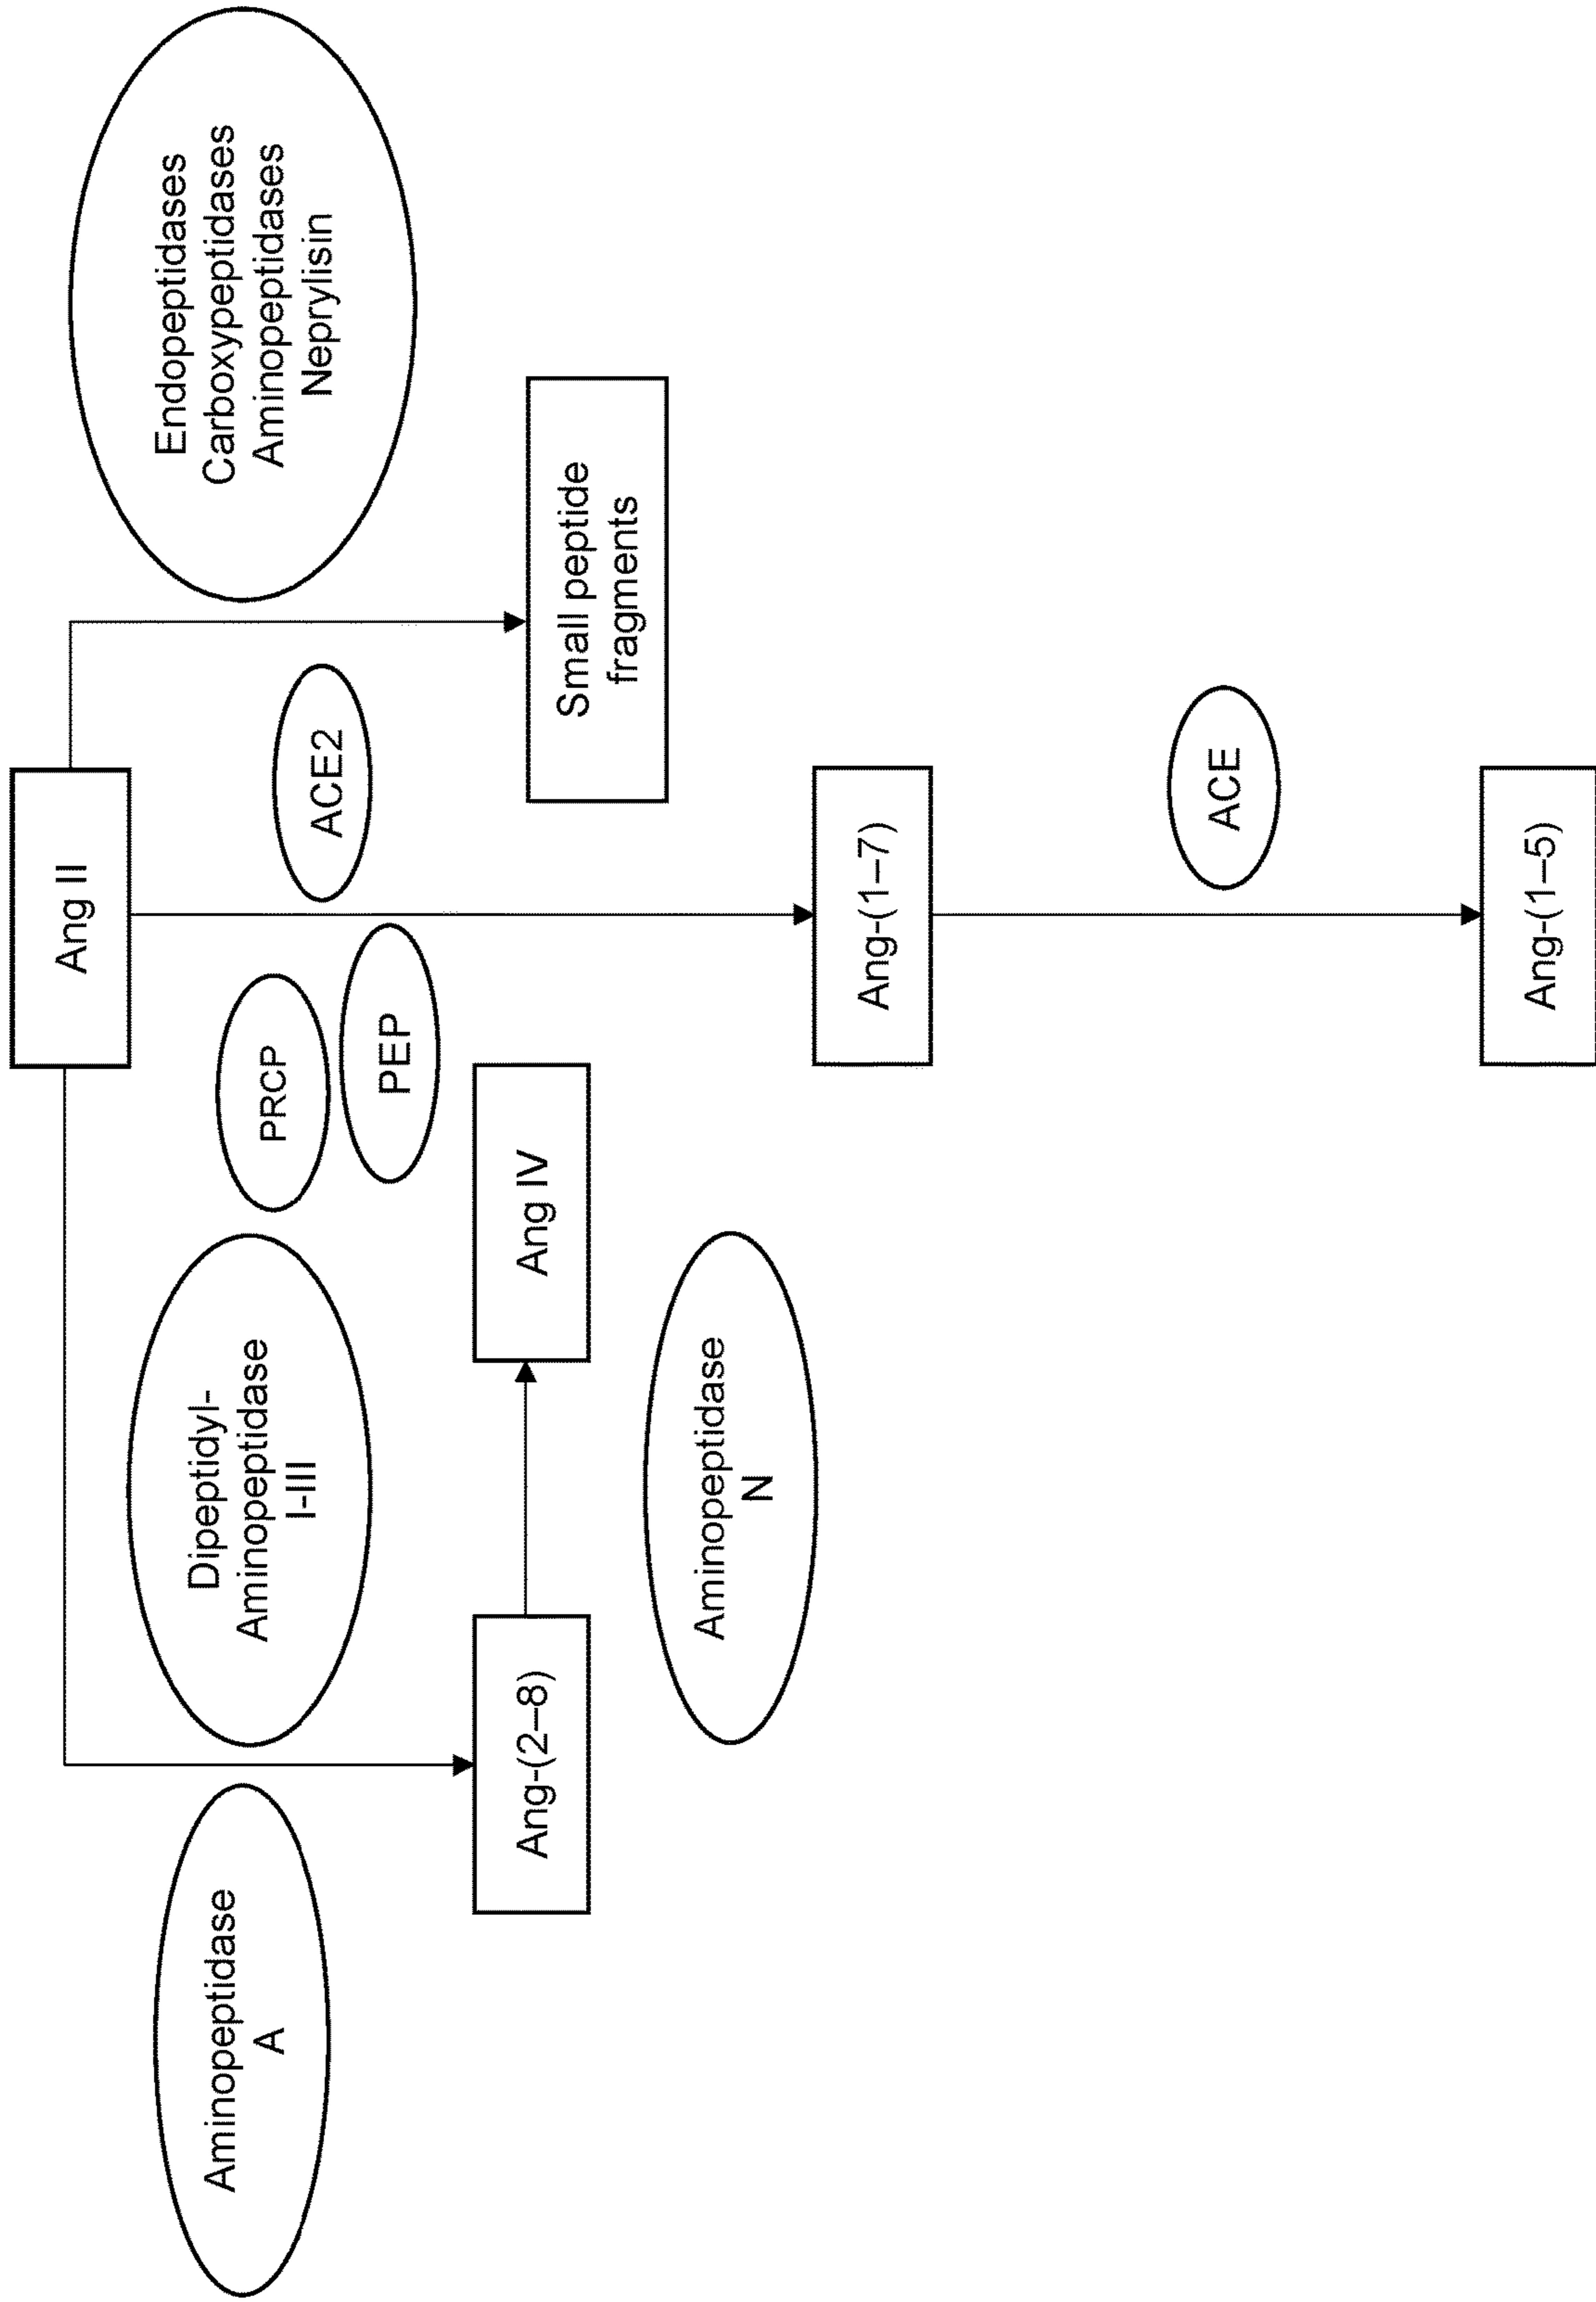 Ang II
Aminopeptidase
A
Dipeptidyl-
Aminopeptidase
I-III
PRCP
PEP
ACE2
Endopeptidases
Carboxypeptidases
Aminopeptidases
Neprylisin
Ang-(2–8)
Ang IV
Small peptide
fragments
Aminopeptidase
N
Ang-(1–7)
ACE
Ang-(1–5)